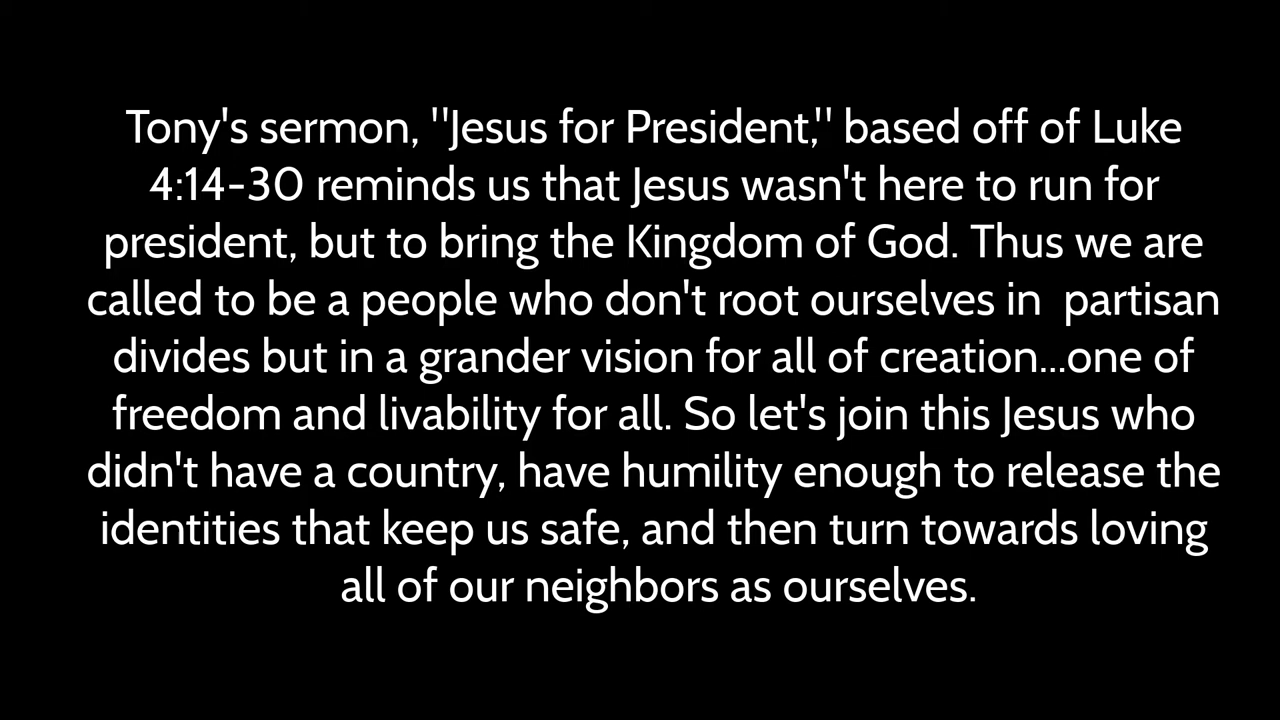 Tony's sermon, "Jesus for President," based off of Luke
4:14-30 reminds us that Jesus wasn't here to run for
president, but to bring the Kingdom of God. Thus we are
called to be a people who don't root ourselves in  partisan
divides but in a grander vision for all of creation...one of
freedom and livability for all. So let's join this Jesus who
didn't have a country, have humility enough to release the
identities that keep us safe, and then turn towards loving
all of our neighbors as ourselves.